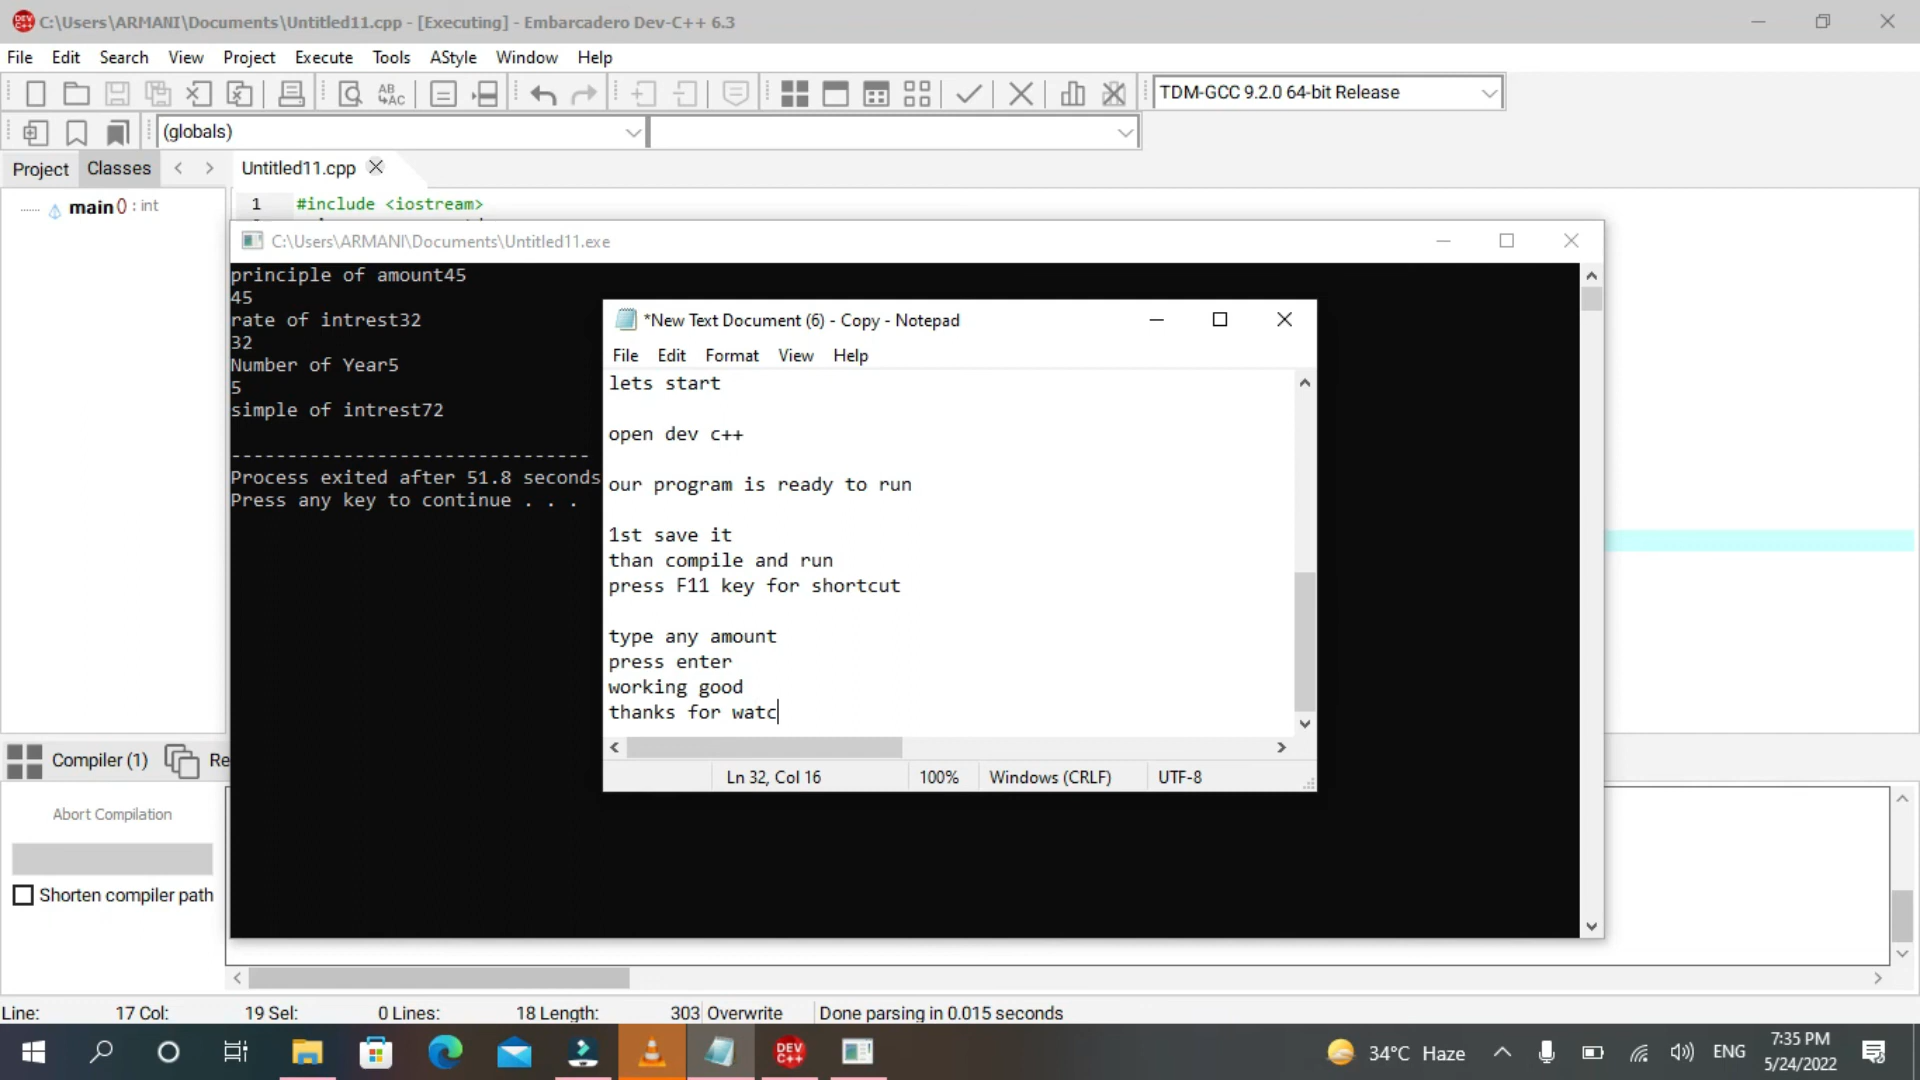 C:\Users\ARMANI\Documents\Untitled11.cpp - [Executing] - Embarcadero Dev-C++ 6.3
File Edit Search View Project Execute Tools AStyle Window Help
TDM-GCC 9.2.0 64-bit Release
(globals)
Project Classes
Untitled11.cpp
main() : int
1 #include <iostream>
C:\Users\ARMANI\Documents\Untitled11.exe
principle of amount45
45
rate of intrest32
32
Number of Year5
5
simple of intrest72
--------------------------------
Process exited after 51.8 seconds
Press any key to continue . . .
*New Text Document (6) - Copy - Notepad
File Edit Format View Help
lets start
open dev c++
our program is ready to run
1st save it
than compile and run
press F11 key for shortcut
type any amount
press enter
working good
thanks for watc
Ln 32, Col 16 100% Windows (CRLF) UTF-8
Compiler (1) Re
Abort Compilation
Shorten compiler path
Line: 17 Col: 19 Sel: 0 Lines: 18 Length: 303 Overwrite Done parsing in 0.015 seconds
DEV C++
34°C Haze
ENG
7:35 PM
5/24/2022